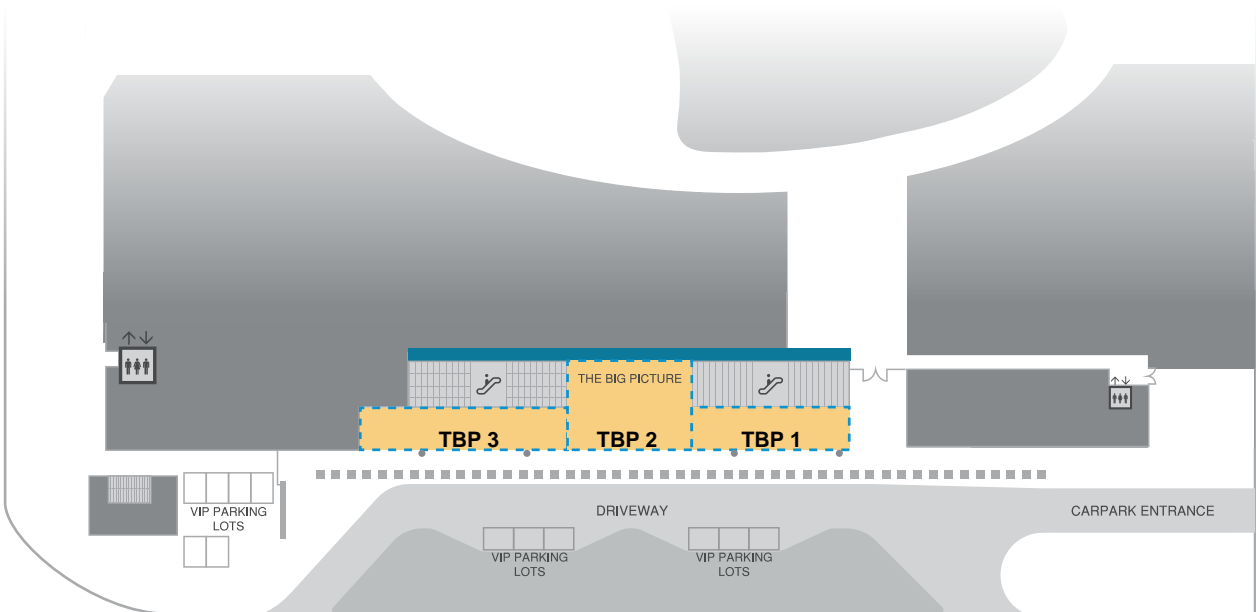 THE BIG PICTURE
TBP 3
TBP 2
TBP 1
VIP PARKING
LOTS
DRIVEWAY
CARPARK ENTRANCE
VIP PARKING
LOTS
VIP PARKING
LOTS